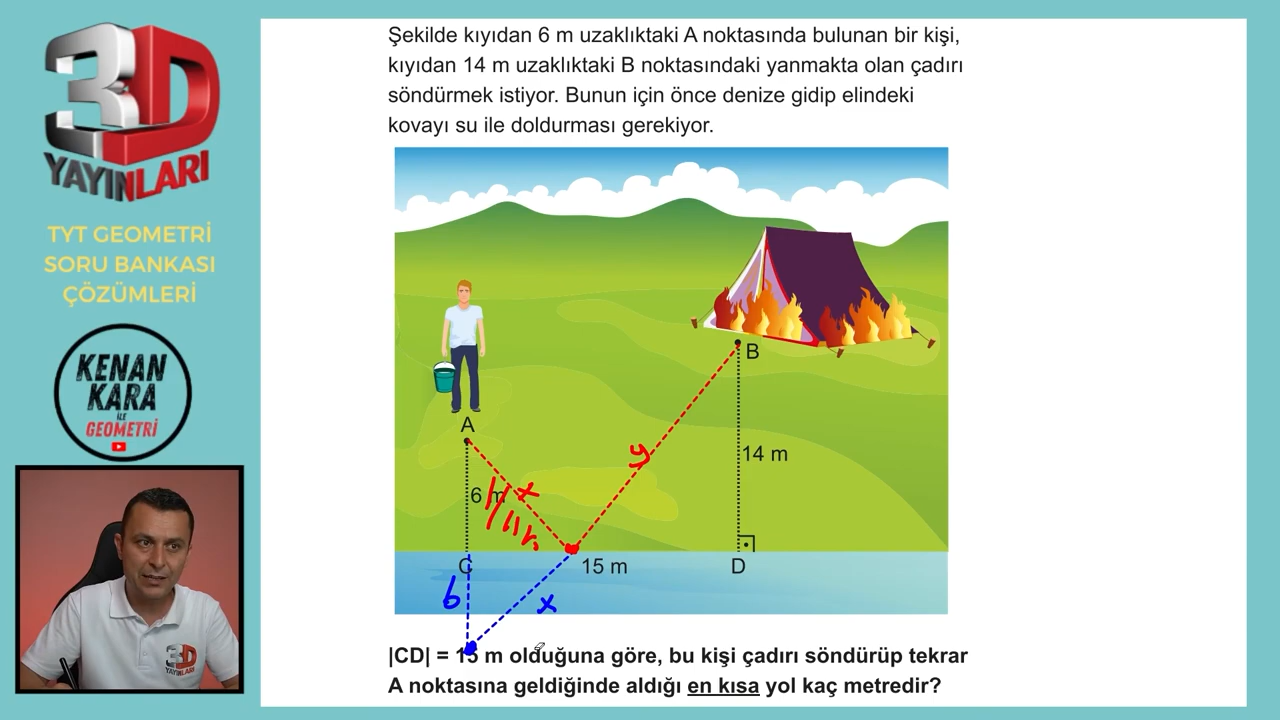 3D
YAYINLARI
TYT GEOMETRİ
SORU BANKASI
ÇÖZÜMLERİ
KENAN
KARA
İLE
GEOMETRİ
3D
Şekilde kıyıdan 6 m uzaklıktaki A noktasında bulunan bir kişi,
kıyıdan 14 m uzaklıktaki B noktasındaki yanmakta olan çadırı
söndürmek istiyor. Bunun için önce denize gidip elindeki
kovayı su ile doldurması gerekiyor.
B
A
y
14 m
6 m
x
C
15 m
D
6
x
|CD| = 15 m olduğuna göre, bu kişi çadırı söndürüp tekrar
A noktasına geldiğinde aldığı en kısa yol kaç metredir?